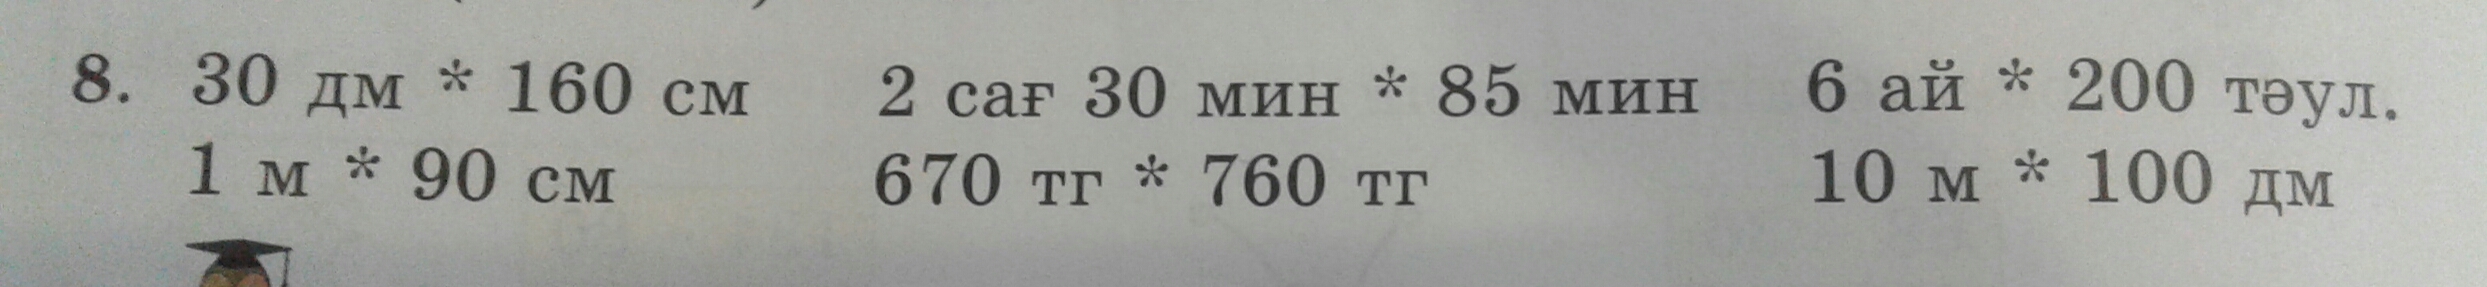 8. 30 дм * 160 см 2 сағ 30 мин * 85 мин 6 ай * 200 тәул.
1 м * 90 см 670 тг * 760 тг 10 м * 100 дм